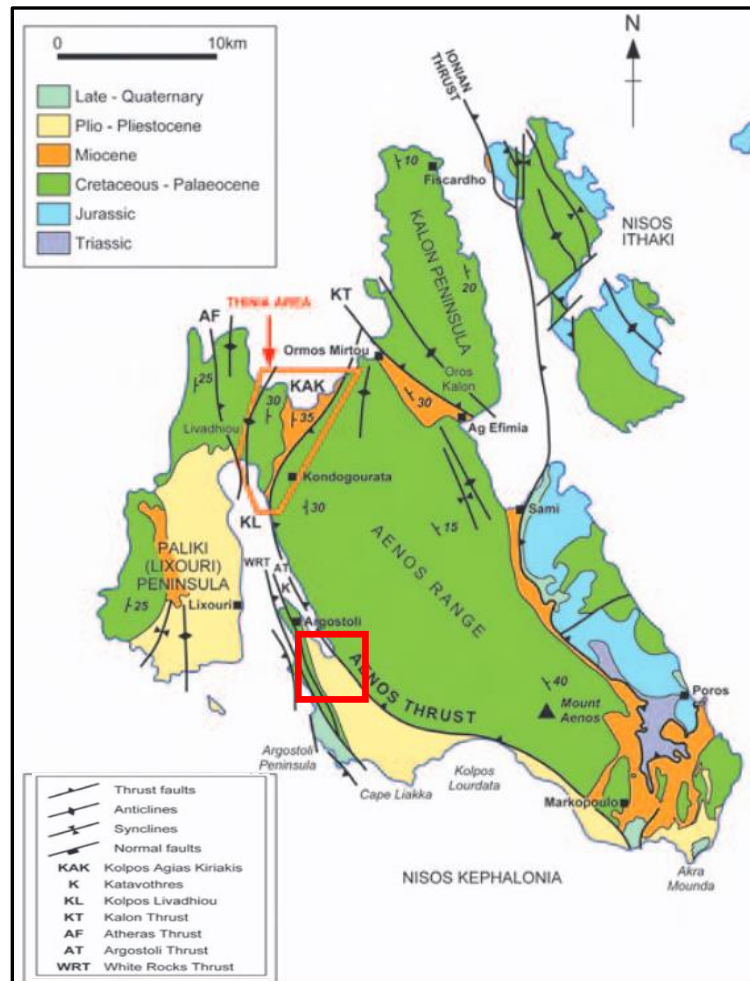 0 10km
Late - Quaternary
Plio - Pliestocene
Miocene
Cretaceous - Palaeocene
Jurassic
Triassic
N
IONIAN
THRUST
10
Fiscardho
KALON PENINSULA
20
NISOS
ITHAKI
THINIA AREA
AF
KT
Ormos Mirtou
KAK
25
30
35
Oros
Kalon
30
Ag Efimia
Livadhiou
Kondogourata
KL
30
15
Sami
PALIKI
(LIXOURI)
PENINSULA
25
Lixouri
WRT
AT
K
Argostoli
AENOS RANGE
AENOS THRUST
40
Mount
Aenos
Poros
Argostoli
Peninsula
Cape Liakka
Kolpos
Lourdata
Markopoulo
Akra
Mounda
NISOS KEPHALONIA
Thrust faults
Anticlines
Synclines
Normal faults
KAK Kolpos Agias Kiriakis
K Katavothres
KL Kolpos Livadhiou
KT Kalon Thrust
AF Atheras Thrust
AT Argostoli Thrust
WRT White Rocks Thrust